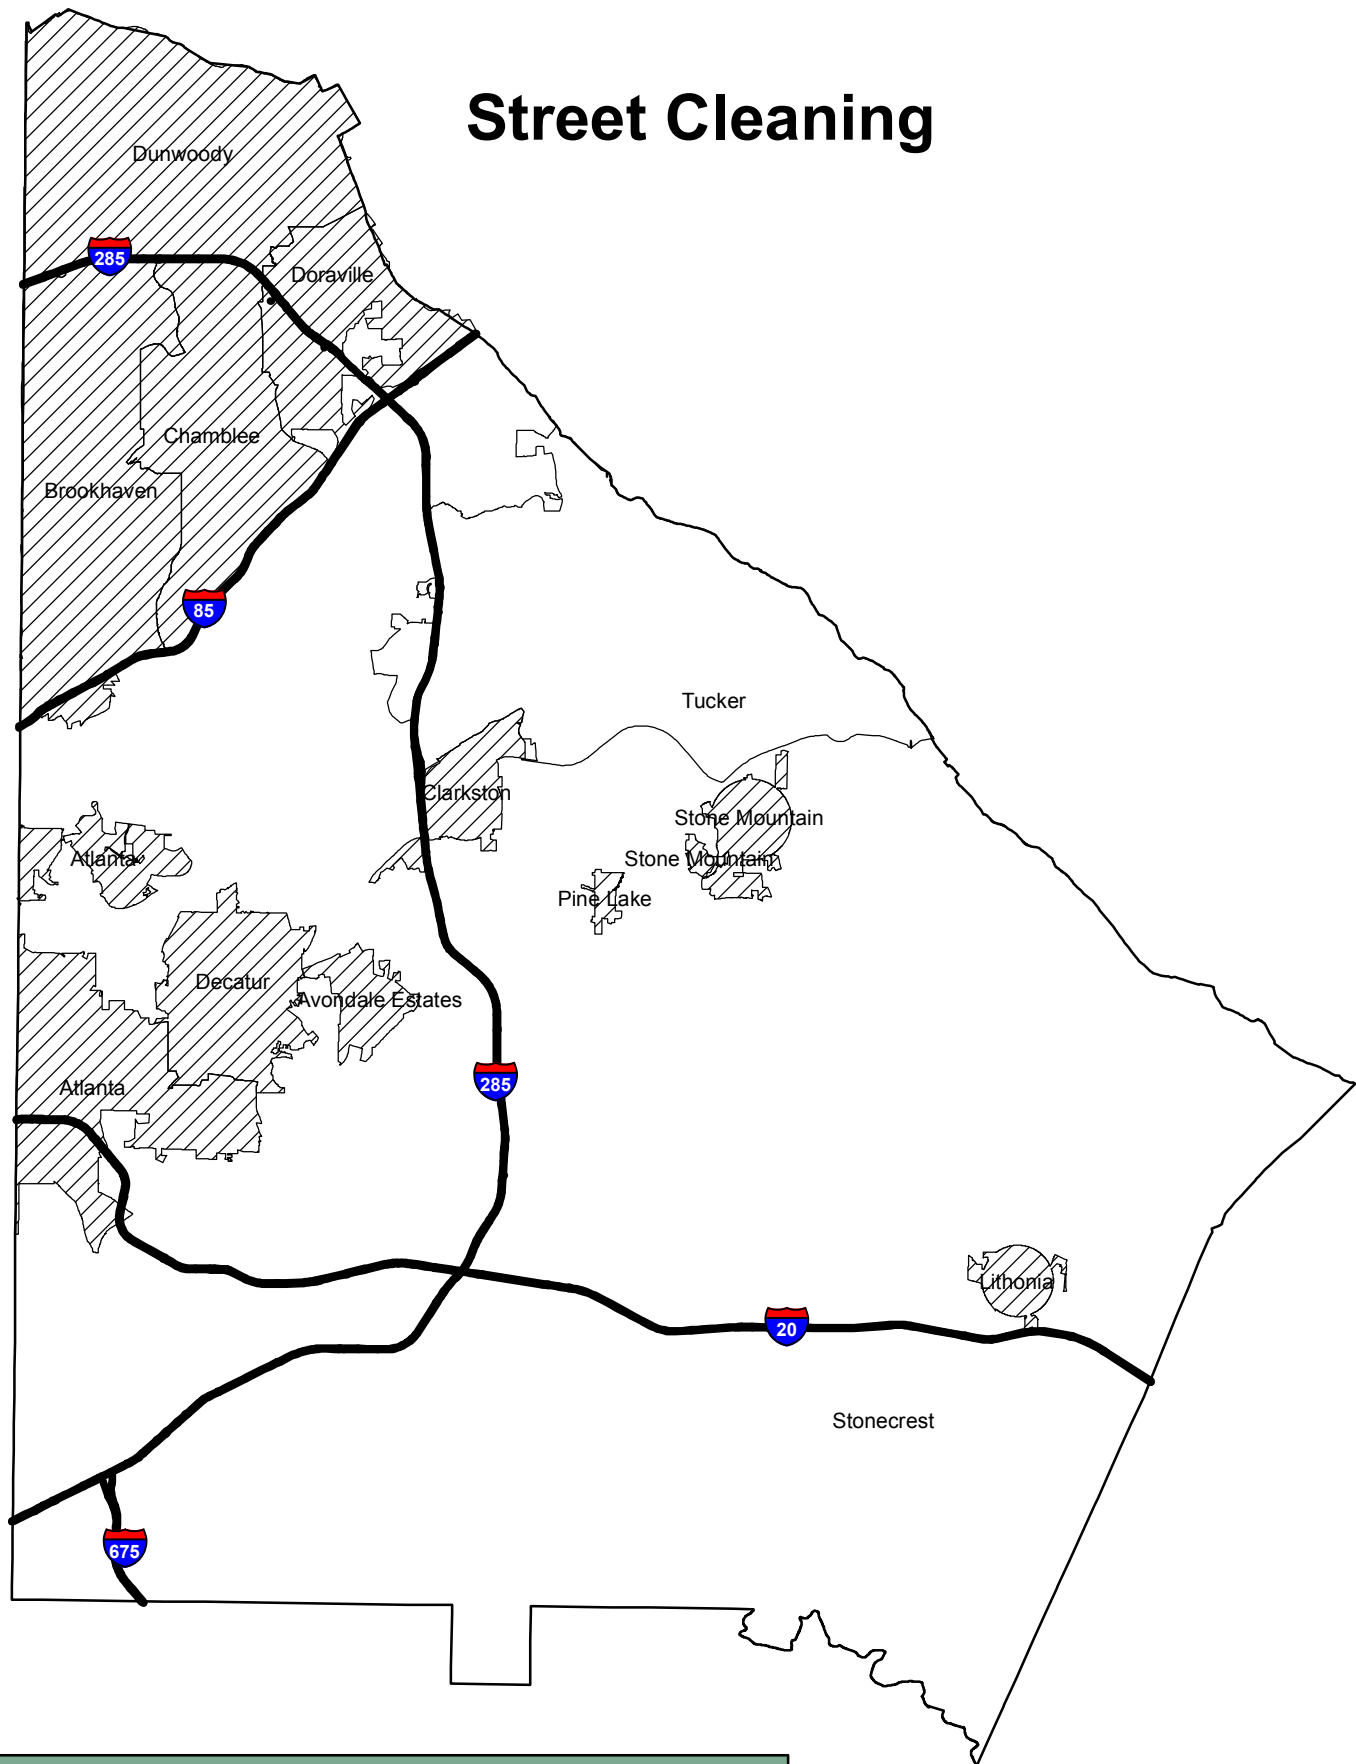 Street Cleaning
Dunwoody
285
Doraville
Chamblee
Brookhaven
85
Tucker
Clarkston
Stone Mountain
Stone Mountain
Atlanta
Pine Lake
Decatur
Avondale Estates
285
Atlanta
Lithonia
20
Stonecrest
675